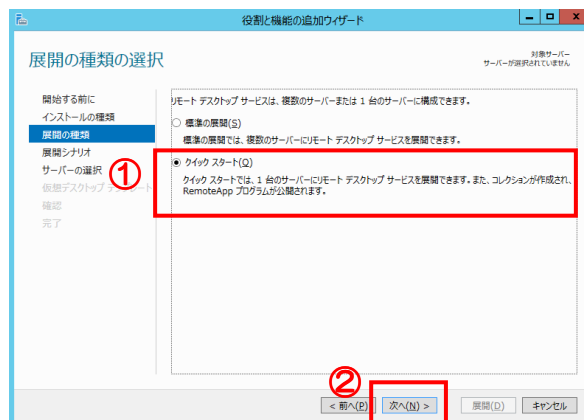 役割と機能の追加ウィザード
展開の種類の選択
対象サーバー
サーバーが選択されていません
開始する前に
インストールの種類
展開の種類
展開シナリオ
サーバーの選択
仮想デスクトップ テンプレート
確認
完了
リモート デスクトップ サービスは、複数のサーバーまたは 1 台のサーバーに構成できます。
標準の展開(S)
標準の展開では、複数のサーバーにリモート デスクトップ サービスを展開できます。
①
クイック スタート(Q)
クイック スタートでは、1 台のサーバーにリモート デスクトップ サービスを展開できます。また、コレクションが作成され、
RemoteApp プログラムが公開されます。
②
< 前へ(P)
次へ(N) >
展開(D)
キャンセル